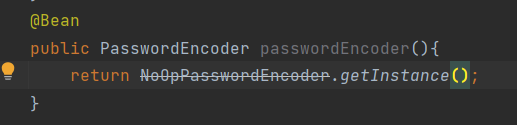 @Bean
public PasswordEncoder passwordEncoder(){
return NoOpPasswordEncoder.getInstance();
}